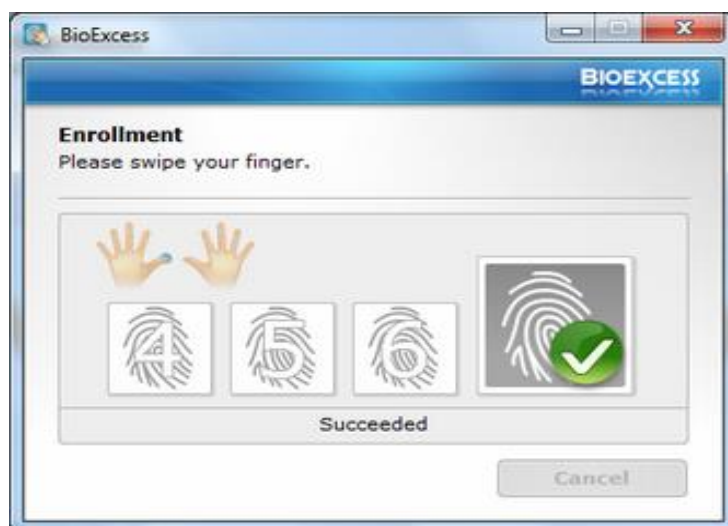 BioExcess
BIOEXCESS
Enrollment
Please swipe your finger.
4 5 6
Succeeded
Cancel